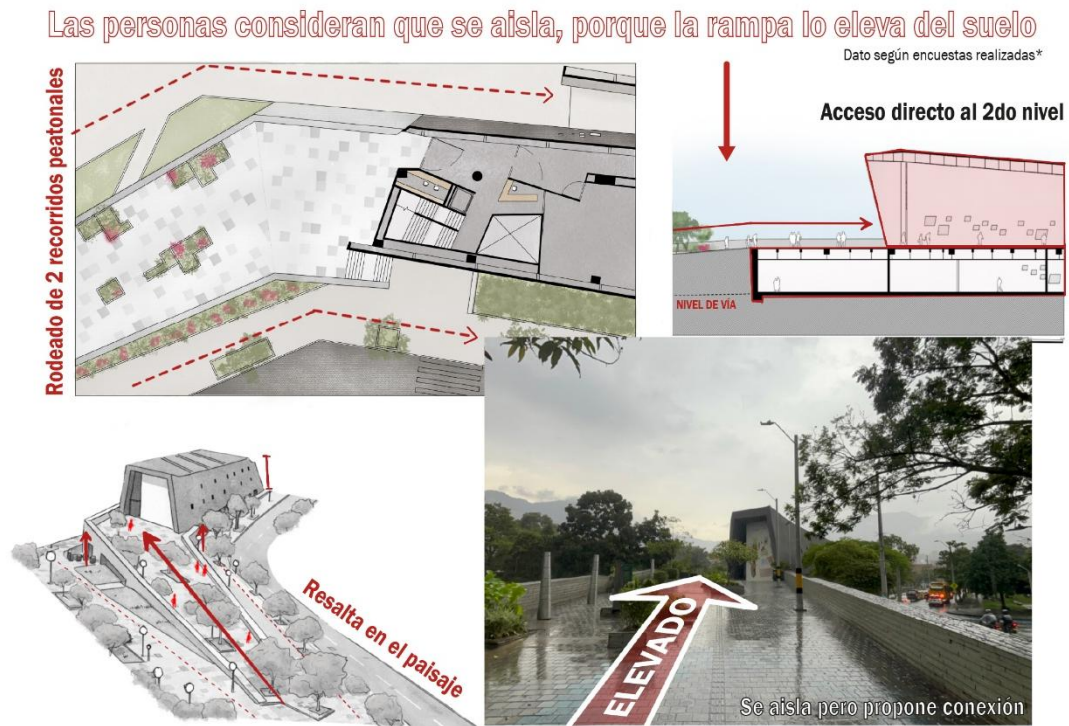 Las personas consideran que se aisla, porque la rampa lo eleva del suelo
Dato según encuestas realizadas*
Rodeado de 2 recorridos peatonales
Acceso directo al 2do nivel
NIVEL DE VÍA
Resalta en el paisaje
ELEVADO
Se aisla pero propone conexión